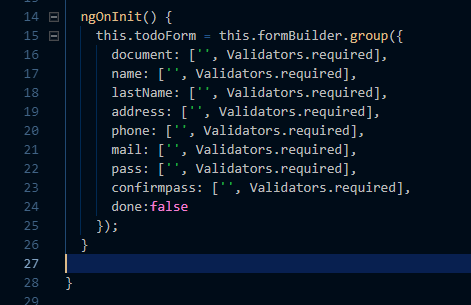 14 ngOnInit() {
15 this.todoForm = this.formBuilder.group({
16 document: ['', Validators.required],
17 name: ['', Validators.required],
18 lastName: ['', Validators.required],
19 address: ['', Validators.required],
20 phone: ['', Validators.required],
21 mail: ['', Validators.required],
22 pass: ['', Validators.required],
23 confirmpass: ['', Validators.required],
24 done:false
25 });
26 }
27
28 }
29